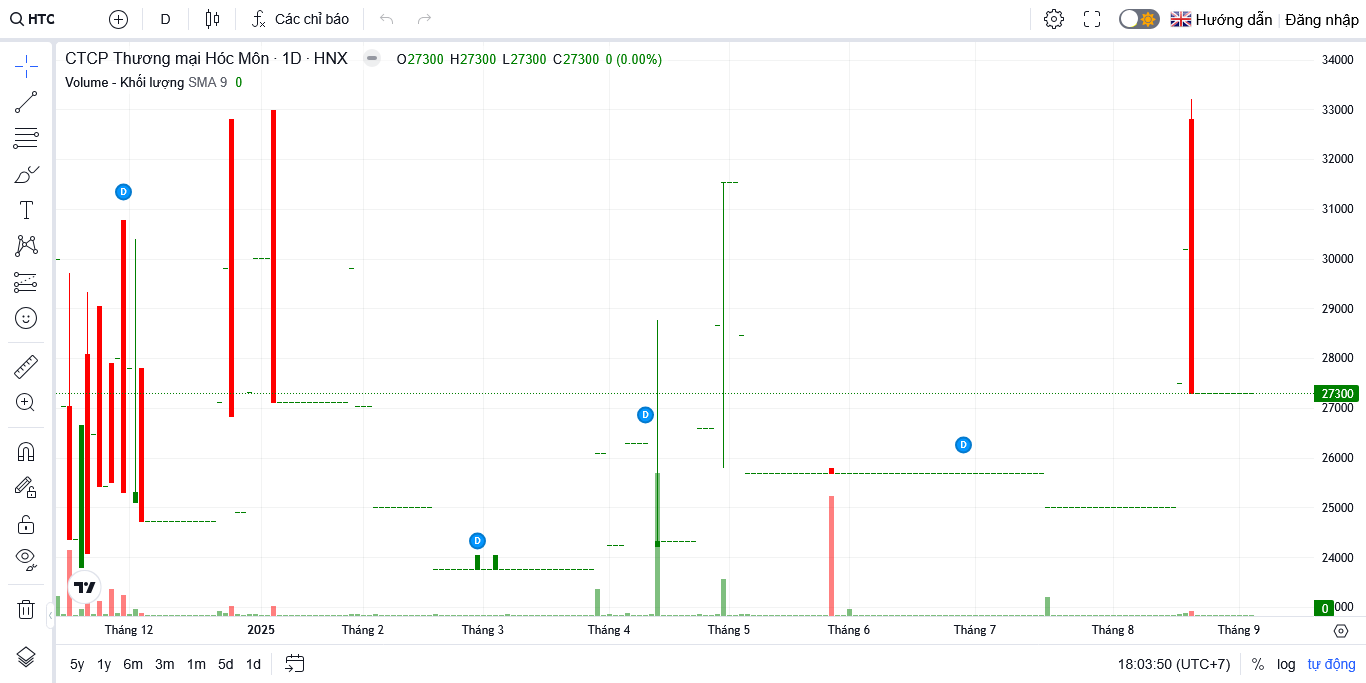 HTC D Các chỉ báo Hướng dẫn Đăng nhập
CTCP Thương mại Hóc Môn · 1D · HNX O27300 H27300 L27300 C27300 0 (0.00%)
Volume - Khối lượng SMA 9 0
34000
33000
32000
D
31000
30000
29000
28000
27300
27000
D
D
26000
25000
D
24000
0
000
Tháng 12 2025 Tháng 2 Tháng 3 Tháng 4 Tháng 5 Tháng 6 Tháng 7 Tháng 8 Tháng 9
5y 1y 6m 3m 1m 5d 1d 18:03:50 (UTC+7) % log tự động